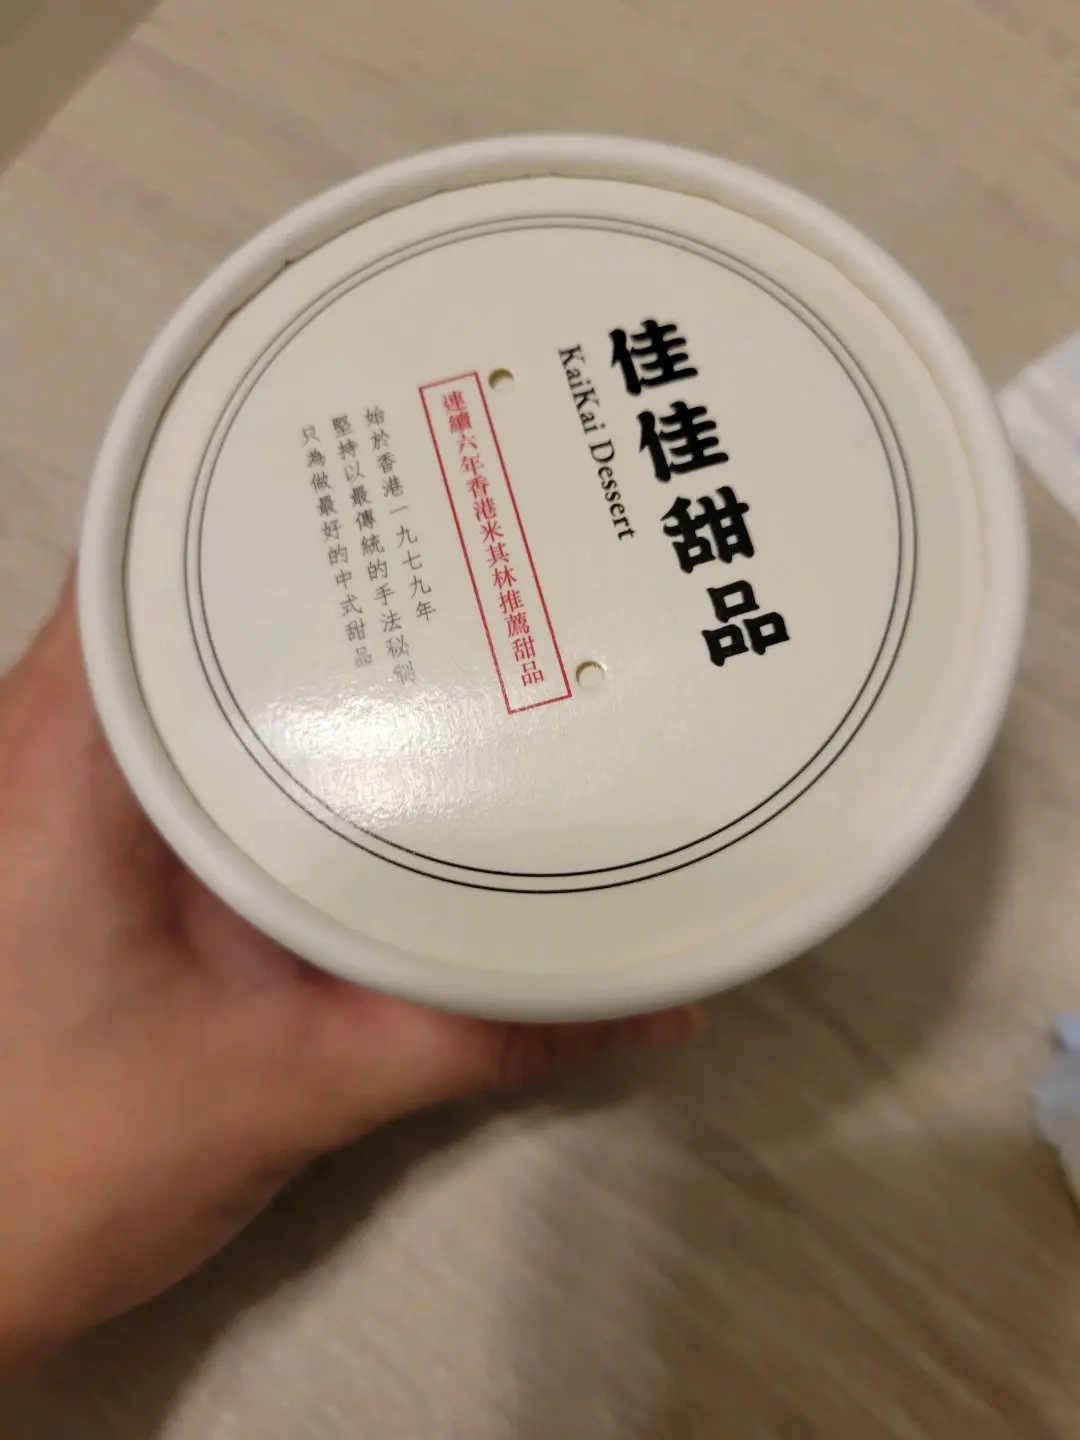 佳佳甜品
KaiKai Dessert
連續六年香港米其林推薦甜品
始於香港一九七九年
堅持以最傳統的手法秘制
只為做最好的中式甜品